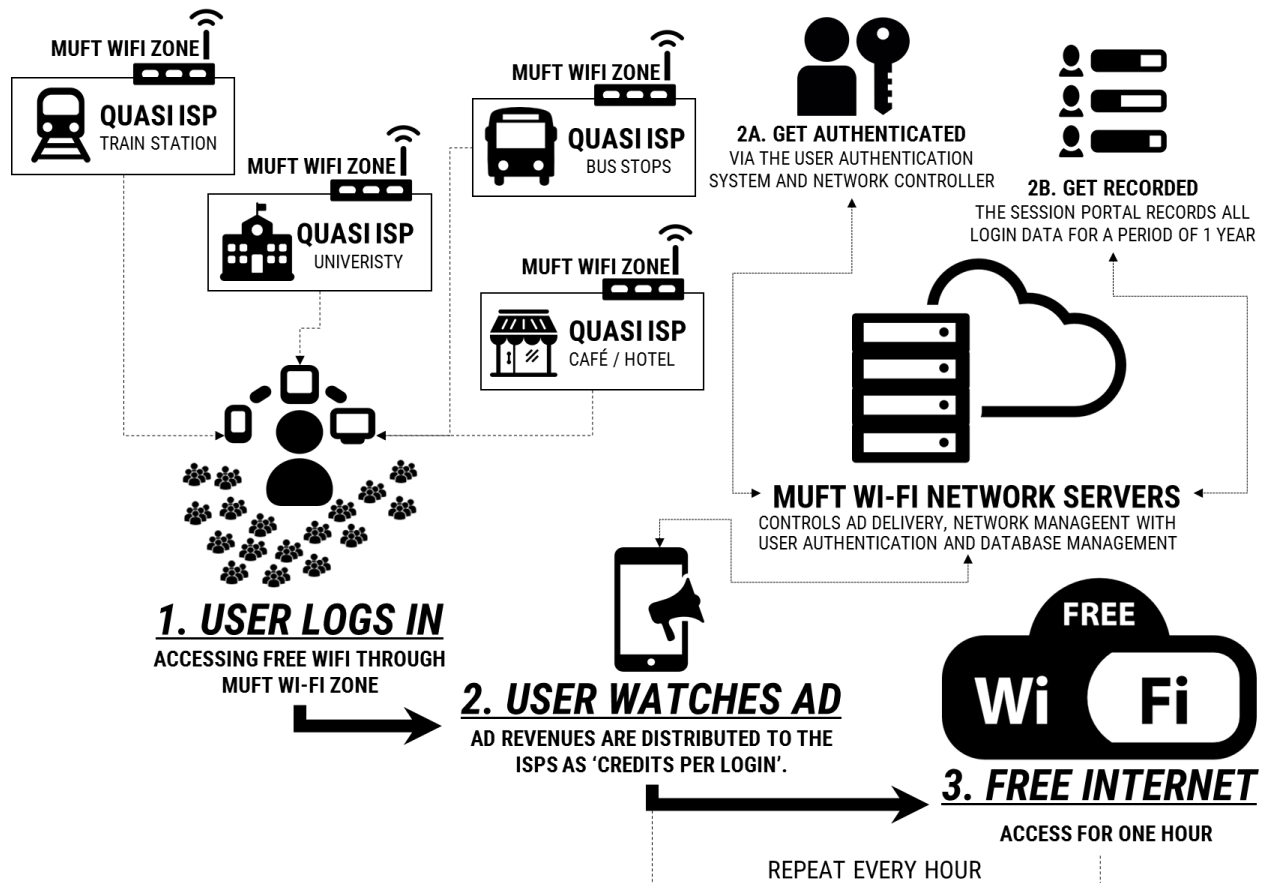 MUFT WIFI ZONE
QUASI ISP
TRAIN STATION
MUFT WIFI ZONE
QUASI ISP
UNIVERISTY
MUFT WIFI ZONE
QUASI ISP
BUS STOPS
MUFT WIFI ZONE
QUASI ISP
CAFÉ / HOTEL
2A. GET AUTHENTICATED
VIA THE USER AUTHENTICATION
SYSTEM AND NETWORK CONTROLLER
2B. GET RECORDED
THE SESSION PORTAL RECORDS ALL
LOGIN DATA FOR A PERIOD OF 1 YEAR
MUFT WI-FI NETWORK SERVERS
CONTROLS AD DELIVERY, NETWORK MANAGEENT WITH
USER AUTHENTICATION AND DATABASE MANAGEMENT
1. USER LOGS IN
ACCESSING FREE WIFI THROUGH
MUFT WI-FI ZONE
2. USER WATCHES AD
AD REVENUES ARE DISTRIBUTED TO THE
ISPS AS ‘CREDITS PER LOGIN’.
FREE
Wi Fi
3. FREE INTERNET
ACCESS FOR ONE HOUR
REPEAT EVERY HOUR